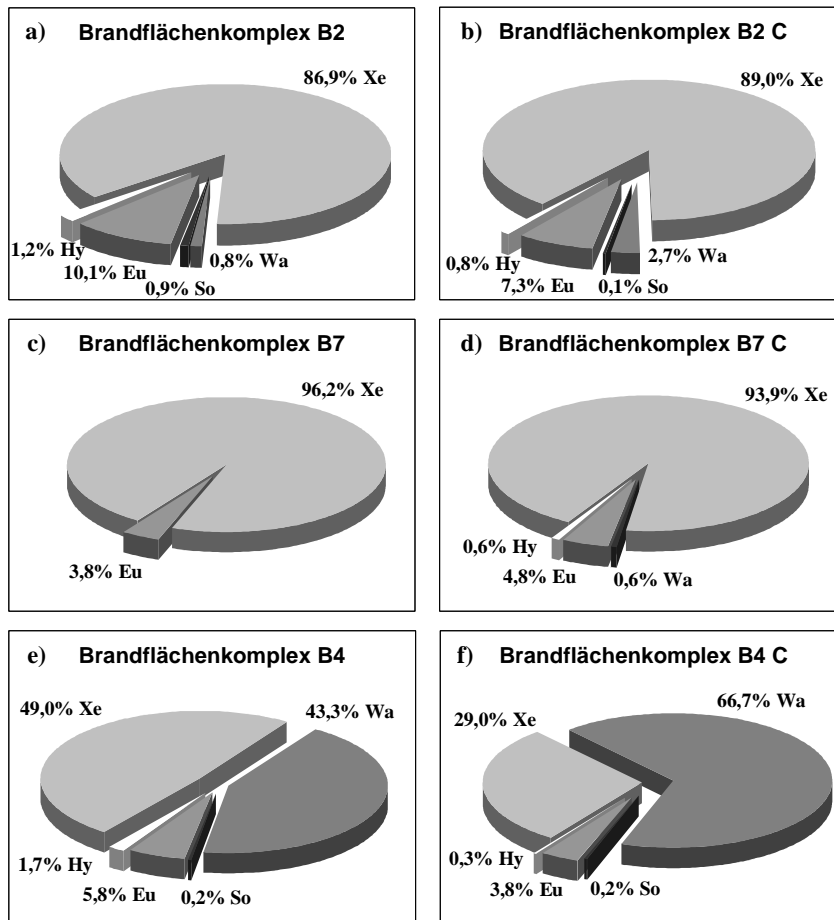 a) Brandflächenkomplex B2
86,9% Xe
1,2% Hy
10,1% Eu
0,9% So
0,8% Wa
b) Brandflächenkomplex B2 C
89,0% Xe
0,8% Hy
7,3% Eu
0,1% So
2,7% Wa
c) Brandflächenkomplex B7
96,2% Xe
3,8% Eu
d) Brandflächenkomplex B7 C
93,9% Xe
0,6% Hy
4,8% Eu
0,6% Wa
e) Brandflächenkomplex B4
49,0% Xe
43,3% Wa
1,7% Hy
5,8% Eu
0,2% So
f) Brandflächenkomplex B4 C
66,7% Wa
29,0% Xe
0,3% Hy
3,8% Eu
0,2% So